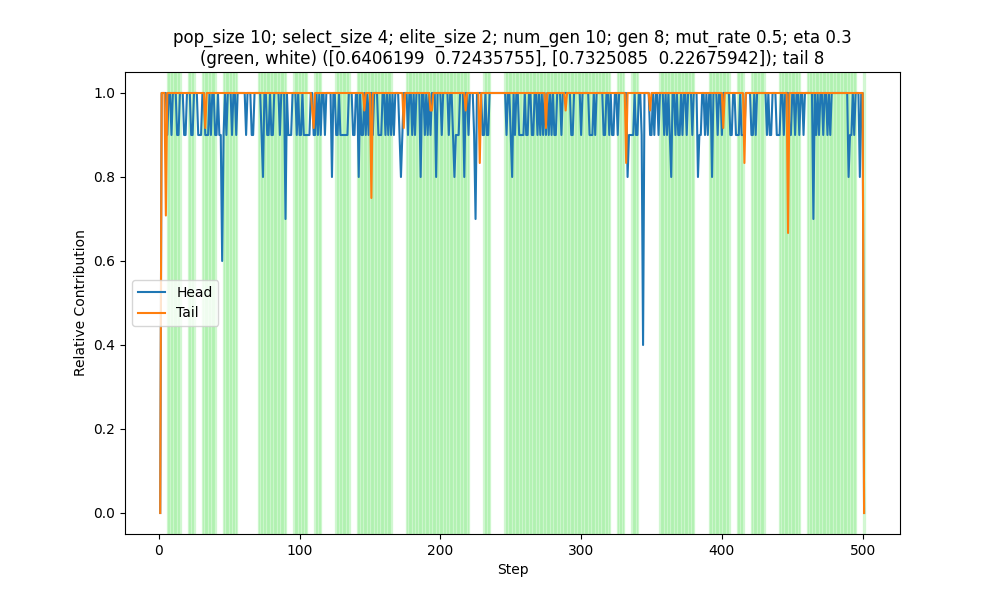 pop_size 10; select_size 4; elite_size 2; num_gen 10; gen 8; mut_rate 0.5; eta 0.3
(green, white) ([0.6406199  0.72435755], [0.7325085  0.22675942]); tail 8
1.0
0.8
0.6
0.4
0.2
0.0
Relative Contribution
Head
Tail
0 100 200 300 400 500
Step